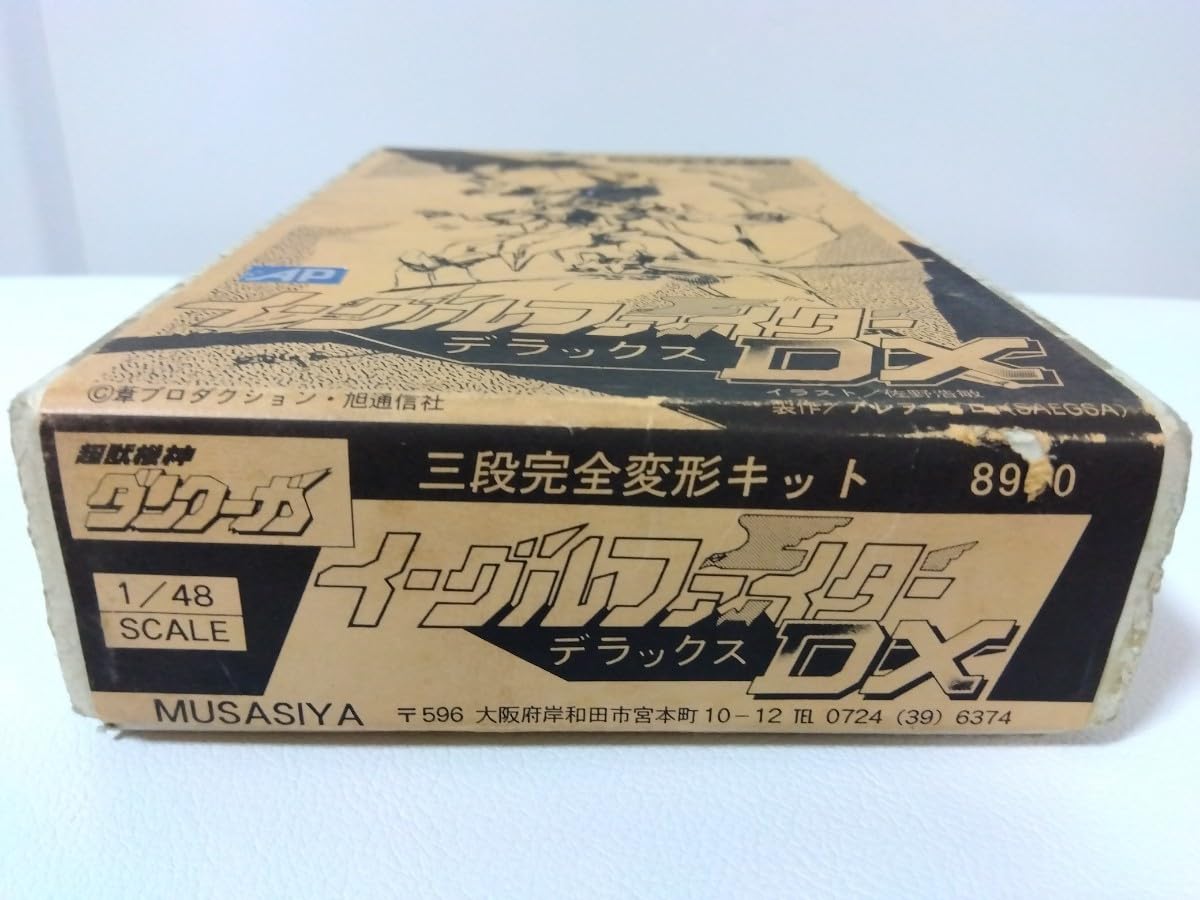 AP
イーグルファイター
デラックス DX
イラスト/佐野浩敏
©葦プロダクション・旭通信社
製作/
超獣機神
ダンクーガ
三段完全変形キット
1/48
SCALE
イーグルファイター
デラックス DX
MUSASIYA 〒596 大阪府岸和田市宮本町10-12 TEL 0724 (39) 6374